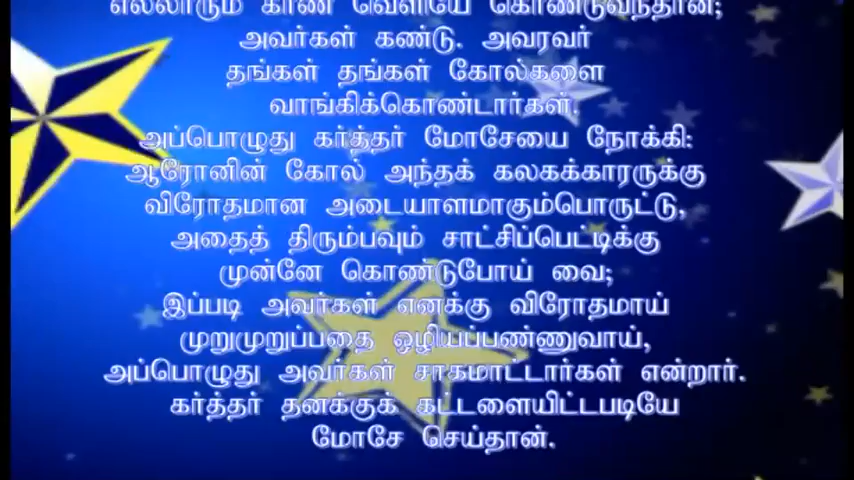 எல்லாரும் காண வெளியே கொண்டுவந்தான்;
அவர்கள் கண்டு. அவரவர்
தங்கள் தங்கள் கோல்களை
வாங்கிக்கொண்டார்கள்.
அப்பொழுது கர்த்தர் மோசேயை நோக்கி:
ஆரோனின் கோல் அந்தக் கலகக்காரருக்கு
விரோதமான அடையாளமாகும்பொருட்டு,
அதைத் திரும்பவும் சாட்சிப்பெட்டிக்கு
முன்னே கொண்டுபோய் வை;
இப்படி அவர்கள் எனக்கு விரோதமாய்
முறுமுறுப்பதை ஒழியப்பண்ணுவாய்,
அப்பொழுது அவர்கள் சாகமாட்டார்கள் என்றார்.
கர்த்தர் தனக்குக் கட்டளையிட்டபடியே
மோசே செய்தான்.